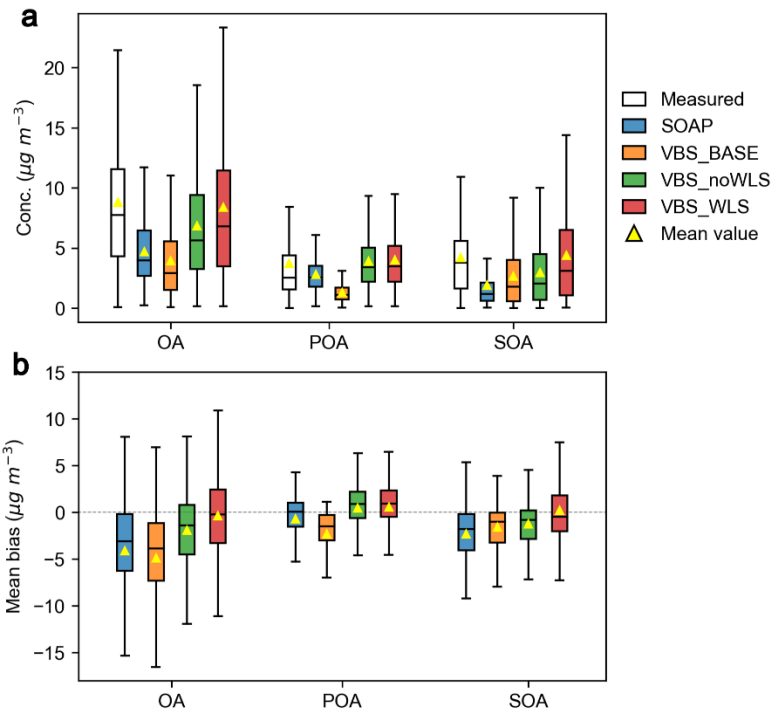 a
Conc. (μg m⁻³)
20
15
10
5
0
OA
POA
SOA
Measured
SOAP
VBS_BASE
VBS_noWLS
VBS_WLS
Mean value
b
Mean bias (μg m⁻³)
15
10
5
0
−5
−10
−15
OA
POA
SOA